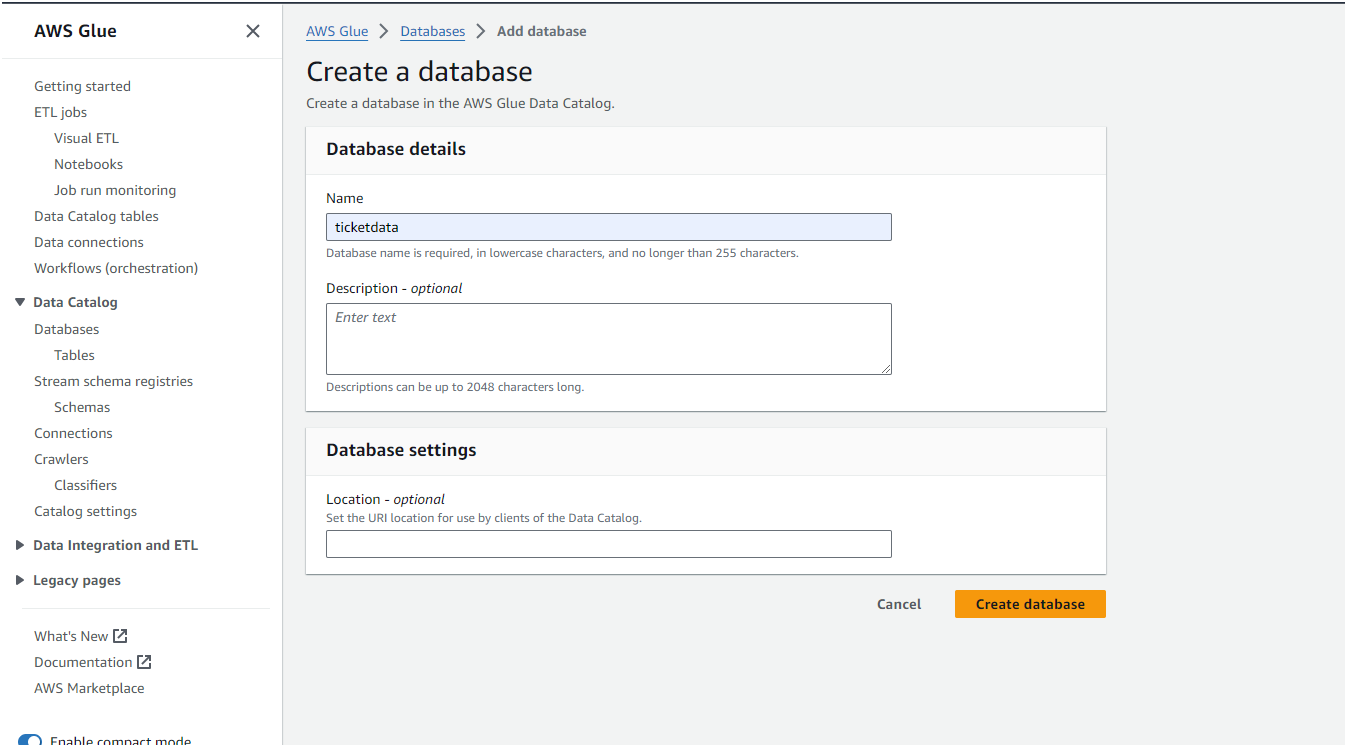 AWS Glue
Getting started
ETL jobs
Visual ETL
Notebooks
Job run monitoring
Data Catalog tables
Data connections
Workflows (orchestration)
Data Catalog
Databases
Tables
Stream schema registries
Schemas
Connections
Crawlers
Classifiers
Catalog settings
Data Integration and ETL
Legacy pages
What's New
Documentation
AWS Marketplace
Enable compact mode
AWS Glue > Databases > Add database
Create a database
Create a database in the AWS Glue Data Catalog.
Database details
Name
ticketdata
Database name is required, in lowercase characters, and no longer than 255 characters.
Description - optional
Enter text
Descriptions can be up to 2048 characters long.
Database settings
Location - optional
Set the URI location for use by clients of the Data Catalog.
Cancel Create database